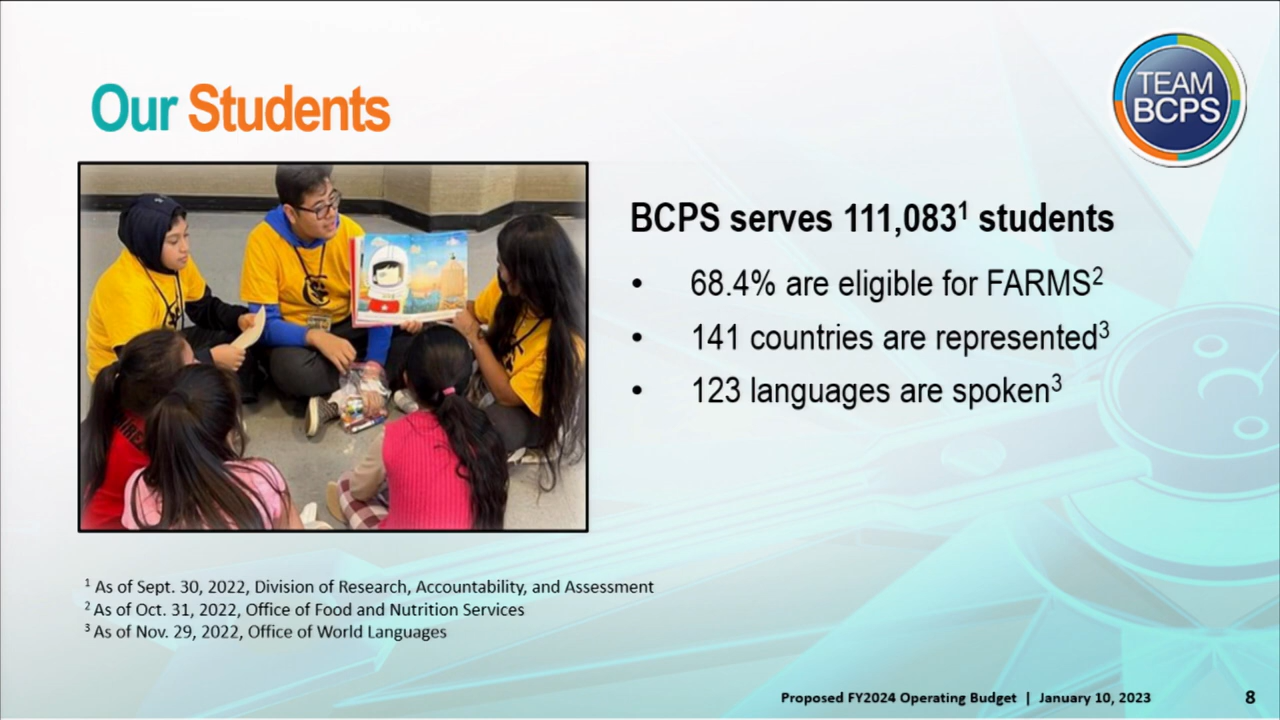 Our Students
TEAM
BCPS
BCPS serves 111,083¹ students
• 68.4% are eligible for FARMS²
• 141 countries are represented³
• 123 languages are spoken³
¹ As of Sept. 30, 2022, Division of Research, Accountability, and Assessment
² As of Oct. 31, 2022, Office of Food and Nutrition Services
³ As of Nov. 29, 2022, Office of World Languages
Proposed FY2024 Operating Budget | January 10, 2023
8